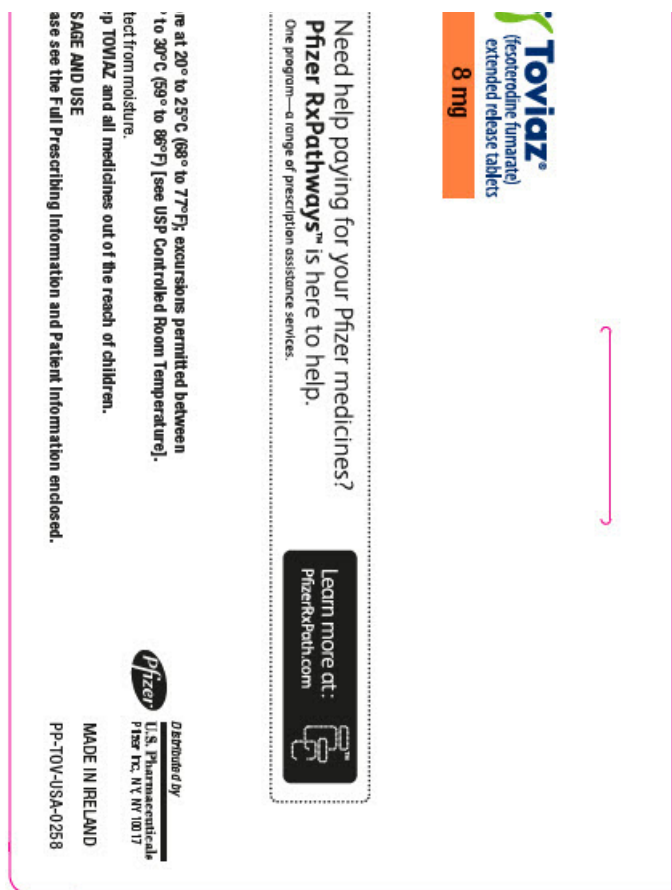 Toviaz®
(fesoterodine fumarate)
extended release tablets
8 mg
Need help paying for your Pfizer medicines?
Pfizer RxPathways™ is here to help.
One program—a range of prescription assistance services.
Learn more at:
PfizerRxPath.com
™
re at 20° to 25°C (68° to 77°F); excursions permitted between
to 30°C (59° to 86°F) [see USP Controlled Room Temperature].
tect from moisture.
p TOVIAZ and all medicines out of the reach of children.
SAGE AND USE
ase see the Full Prescribing Information and Patient Information enclosed.
Pfizer
Distributed by
U.S. Pharmaceuticals
Pfizer Inc, NY, NY 10017
MADE IN IRELAND
PP-TOV-USA-0258